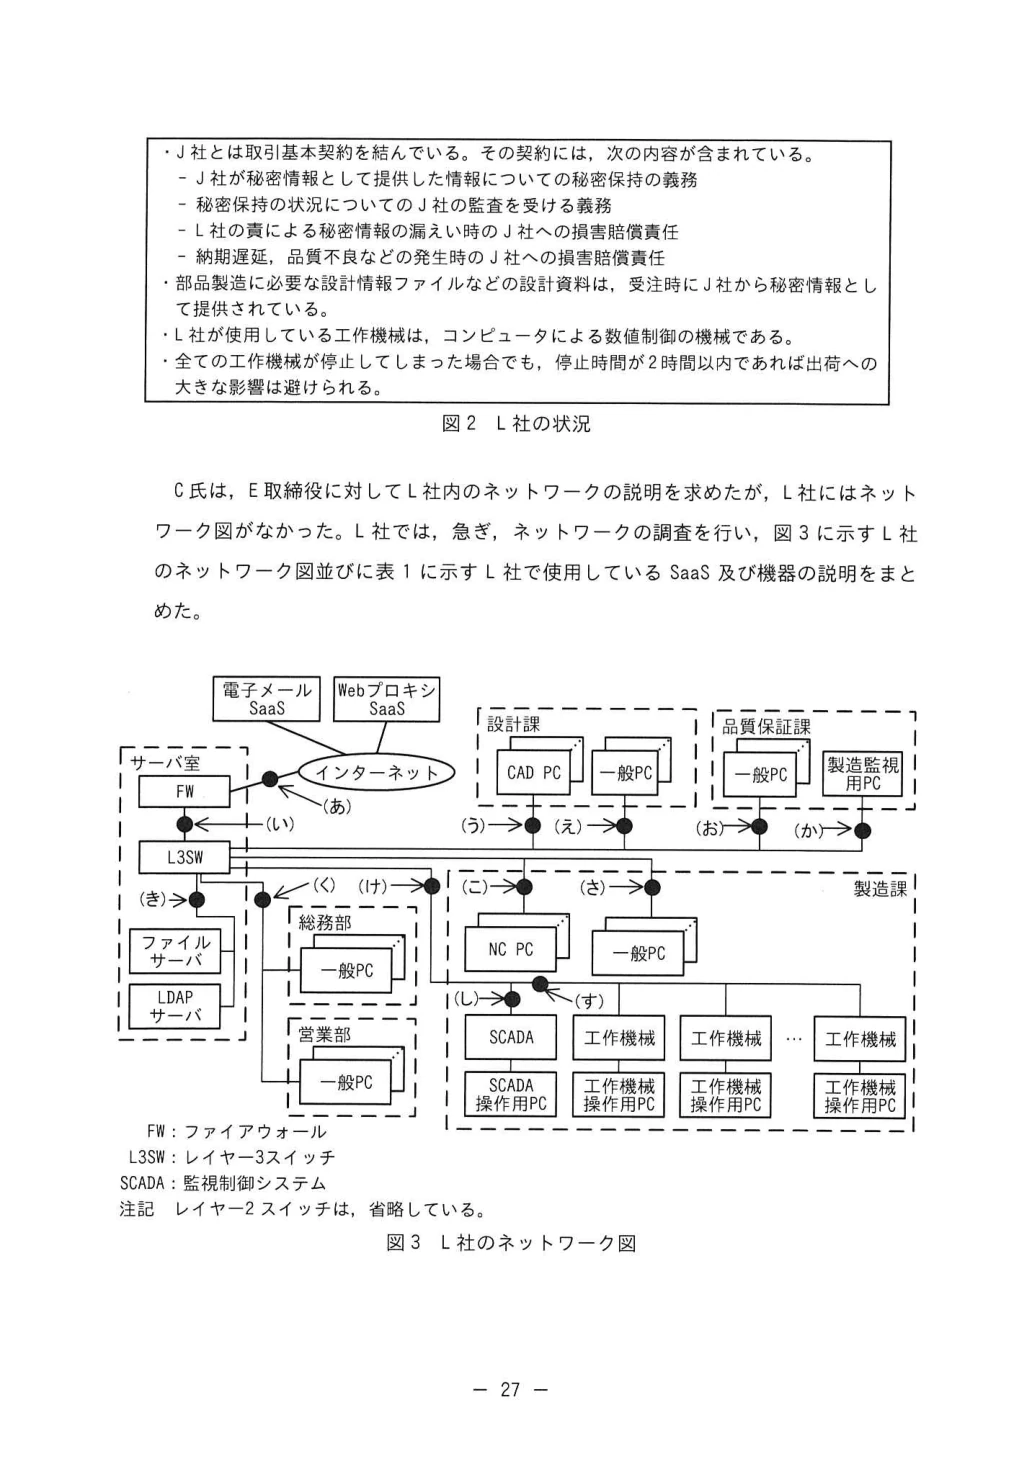 ・J社とは取引基本契約を結んでいる。その契約には，次の内容が含まれている。
- J社が秘密情報として提供した情報についての秘密保持の義務
- 秘密保持の状況についてのJ社の監査を受ける義務
- L社の責による秘密情報の漏えい時のJ社への損害賠償責任
- 納期遅延，品質不良などの発生時のJ社への損害賠償責任
・部品製造に必要な設計情報ファイルなどの設計資料は，受注時にJ社から秘密情報とし
て提供されている。
・L社が使用している工作機械は，コンピュータによる数値制御の機械である。
・全ての工作機械が停止してしまった場合でも，停止時間が2時間以内であれば出荷への
大きな影響は避けられる。
図2 L社の状況
C氏は，E取締役に対してL社内のネットワークの説明を求めたが，L社にはネット
ワーク図がなかった。L社では，急ぎ，ネットワークの調査を行い，図3に示すL社
のネットワーク図並びに表1に示すL社で使用しているSaaS及び機器の説明をまと
めた。
電子メール
SaaS
Webプロキシ
SaaS
インターネット
サーバ室
FW
(あ)
(い)
L3SW
(き)
(く)
ファイル
サーバ
LDAP
サーバ
総務部
一般PC
営業部
一般PC
設計課
CAD PC
一般PC
(う)
(え)
品質保証課
一般PC
製造監視
用PC
(お)
(か)
(け)
製造課
(こ)
(さ)
NC PC
一般PC
(し)
(す)
SCADA
工作機械
工作機械
…
工作機械
SCADA
操作用PC
工作機械
操作用PC
工作機械
操作用PC
工作機械
操作用PC
FW：ファイアウォール
L3SW：レイヤー3スイッチ
SCADA：監視制御システム
注記 レイヤー2スイッチは，省略している。
図3 L社のネットワーク図
－ 27 －